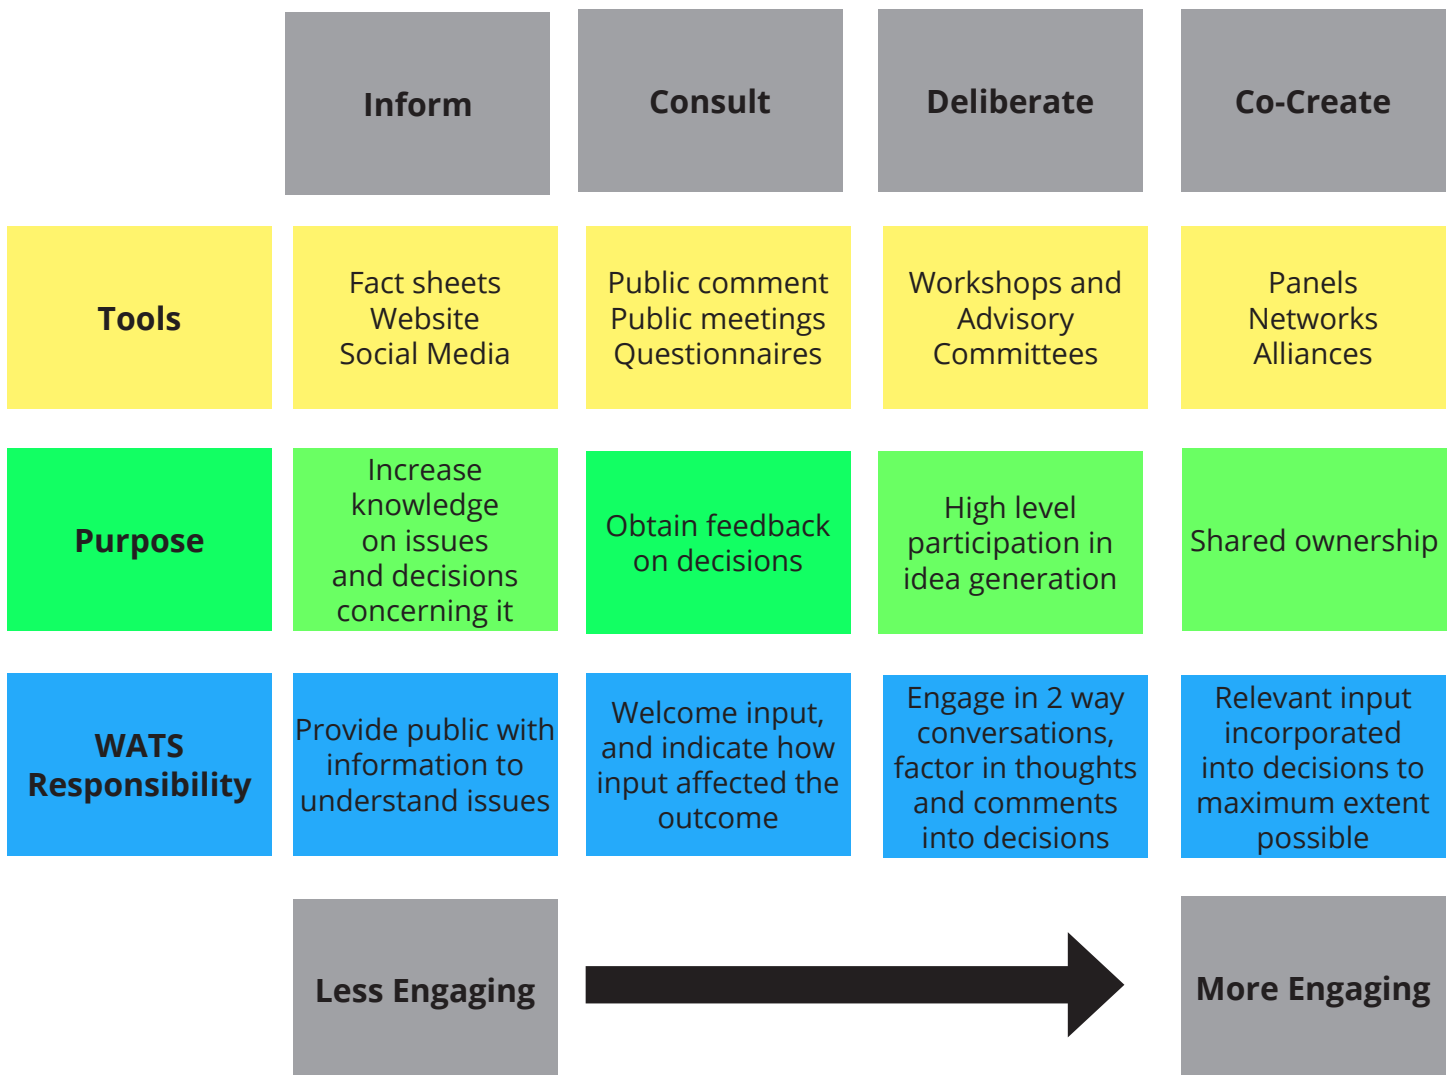 Inform
Consult
Deliberate
Co-Create
Tools
Fact sheets
Website
Social Media
Public comment
Public meetings
Questionnaires
Workshops and
Advisory
Committees
Panels
Networks
Alliances
Purpose
Increase
knowledge
on issues
and decisions
concerning it
Obtain feedback
on decisions
High level
participation in
idea generation
Shared ownership
WATS
Responsibility
Provide public with
information to
understand issues
Welcome input,
and indicate how
input affected the
outcome
Engage in 2 way
conversations,
factor in thoughts
and comments
into decisions
Relevant input
incorporated
into decisions to
maximum extent
possible
Less Engaging
More Engaging